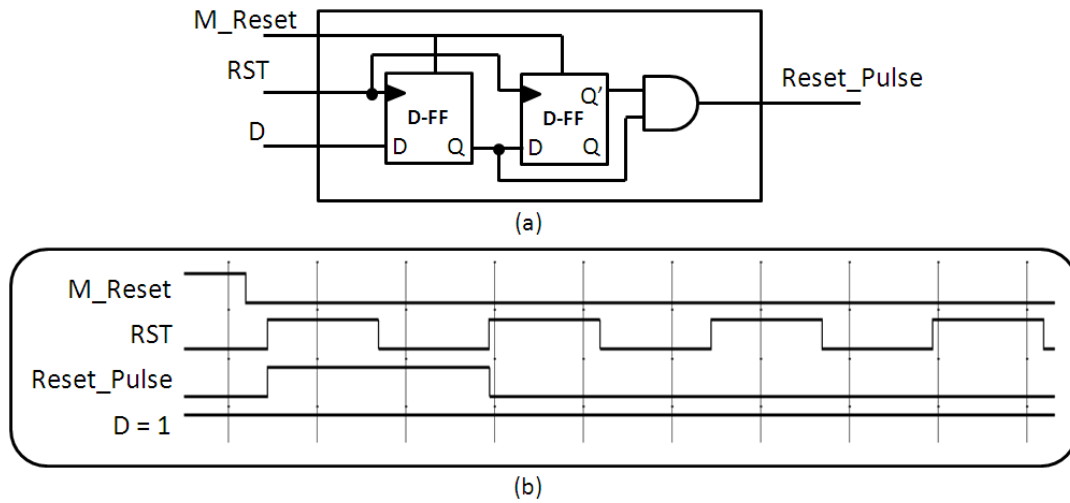 M_Reset
RST
Reset_Pulse
D
D-FF
D Q
Q'
D-FF
D Q
(a)
M_Reset
RST
Reset_Pulse
D = 1
(b)